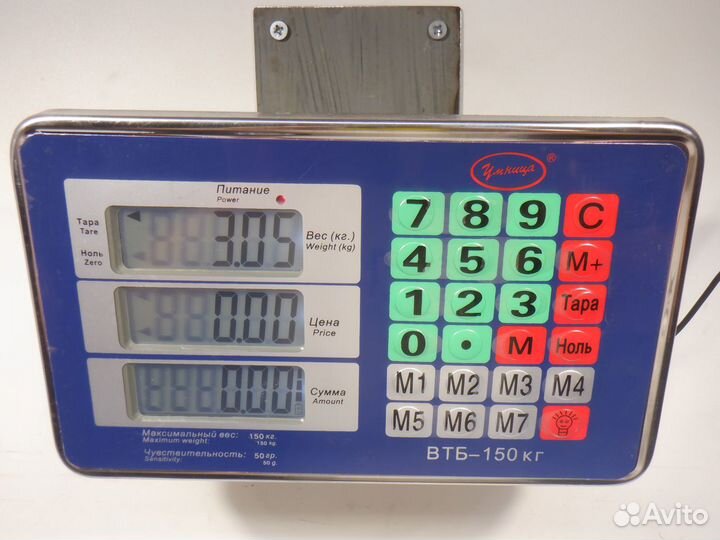 Умница ®
Питание
Power
Тара
Tare
3.05
Вес (кг.)
Weight (kg)
Ноль
Zero
0.00
Цена
Price
0.00
Сумма
Amount
Максимальный вес: 150 кг.
Maximum weight: 150 kg.
Чувствительность: 50 гр.
Sensitivity: 50 g.
7 8 9 C
4 5 6 M+
1 2 3 Тара
0 • M Ноль
M1 M2 M3 M4
M5 M6 M7
ВТБ-150 кг
Avito